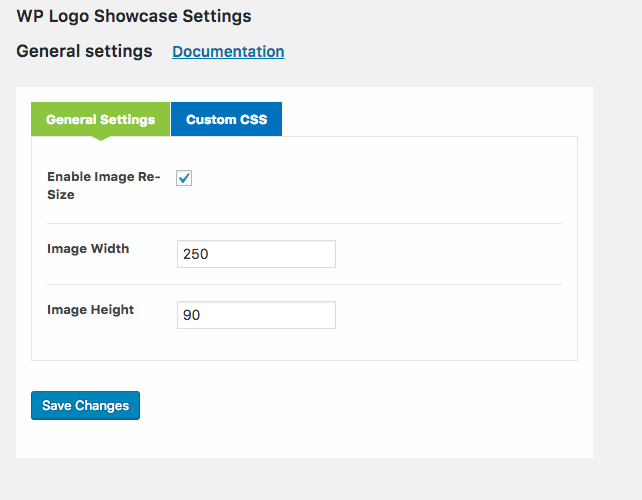 WP Logo Showcase Settings
General settings Documentation
General Settings Custom CSS
Enable Image Re-
Size
Image Width 250
Image Height 90
Save Changes